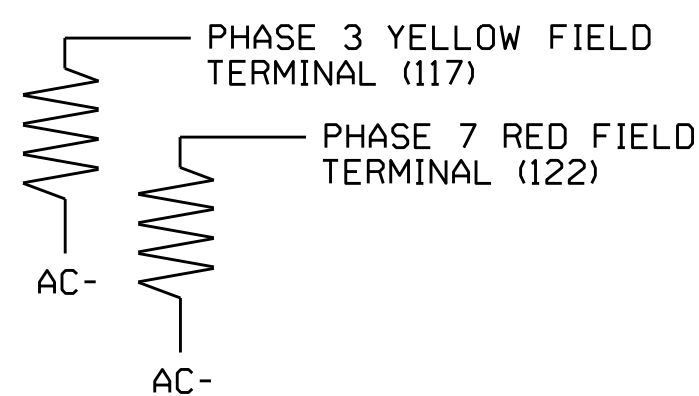 PHASE 3 YELLOW FIELD
TERMINAL (117)
PHASE 7 RED FIELD
TERMINAL (122)
AC-
AC-